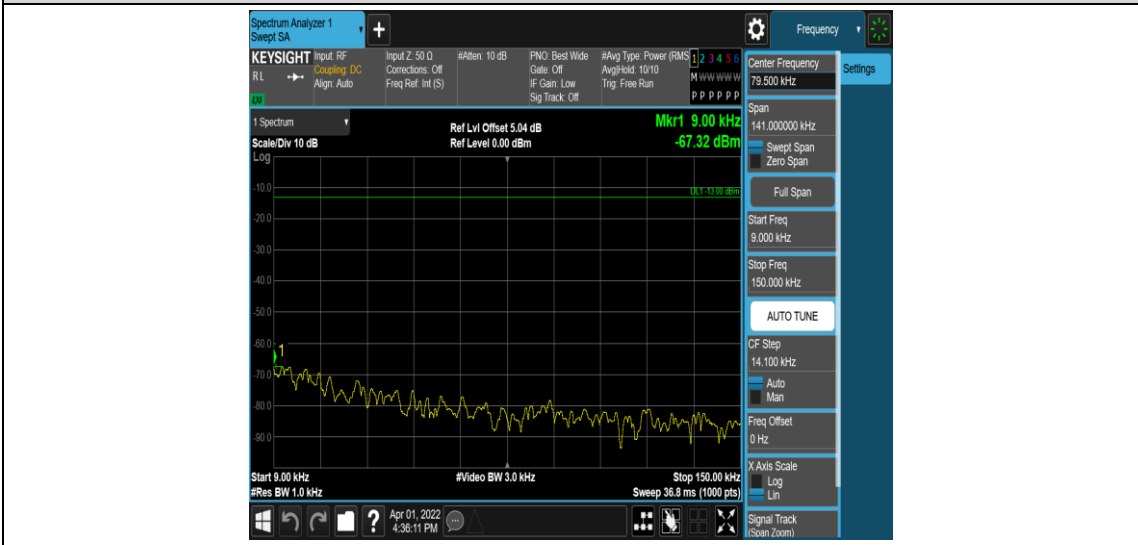 Spectrum Analyzer 1
Swept SA
Frequency
KEYSIGHT
RL
LXI
Input: RF
Coupling: DC
Align: Auto
Input Z: 50 Ω
Corrections: Off
Freq Ref: Int (S)
#Atten: 10 dB
PNO: Best Wide
Gate: Off
IF Gain: Low
Sig Track: Off
#Avg Type: Power (RMS
Avg|Hold: 10/10
Trig: Free Run
1 2 3 4 5 6
M W W W W W
P P P P P P
1 Spectrum
Scale/Div 10 dB
Log
Ref Lvl Offset 5.04 dB
Ref Level 0.00 dBm
Mkr1 9.00 kHz
-67.32 dBm
DL1 -13.00 dBm
-10.0
-20.0
-30.0
-40.0
-50.0
-60.0
-70.0
-80.0
-90.0
1
Start 9.00 kHz
#Res BW 1.0 kHz
#Video BW 3.0 kHz
Stop 150.00 kHz
Sweep 36.8 ms (1000 pts)
Center Frequency
79.500 kHz
Settings
Span
141.000000 kHz
Swept Span
Zero Span
Full Span
Start Freq
9.000 kHz
Stop Freq
150.000 kHz
AUTO TUNE
CF Step
14.100 kHz
Auto
Man
Freq Offset
0 Hz
X Axis Scale
Log
Lin
Signal Track
(Span Zoom)
?
Apr 01, 2022
4:36:11 PM